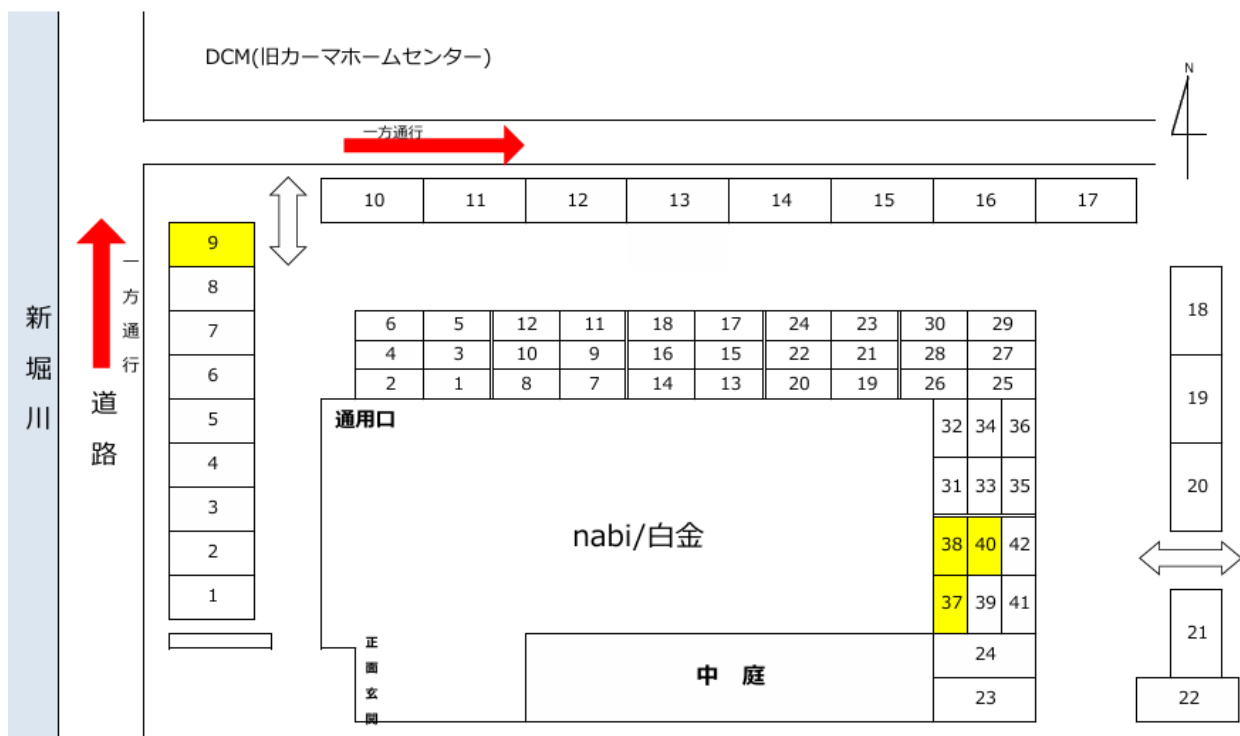 DCM(旧カーマホームセンター)
N
一方通行
10 11 12 13 14 15 16 17
新堀川
道路
一方通行
9
8
7
6
5
4
3
2
1
6 5 12 11 18 17 24 23 30 29
4 3 10 9 16 15 22 21 28 27
2 1 8 7 14 13 20 19 26 25
通用口
32 34 36
31 33 35
nabi/白金
38 40 42
37 39 41
正面玄関
中 庭
24
23
18
19
20
21
22